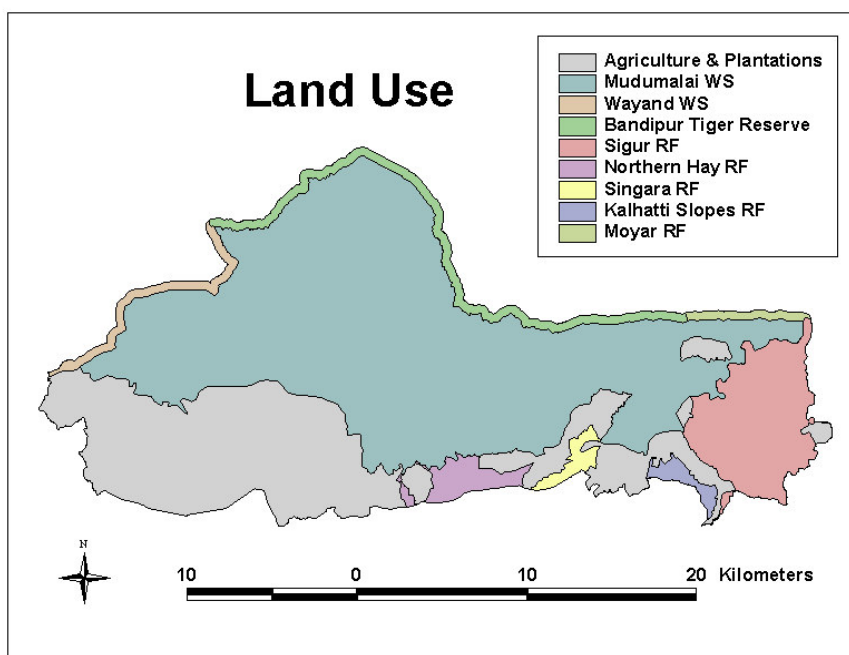 Land Use
Agriculture & Plantations
Mudumalai WS
Wayand WS
Bandipur Tiger Reserve
Sigur RF
Northern Hay RF
Singara RF
Kalhatti Slopes RF
Moyar RF
N
10 0 10 20 Kilometers